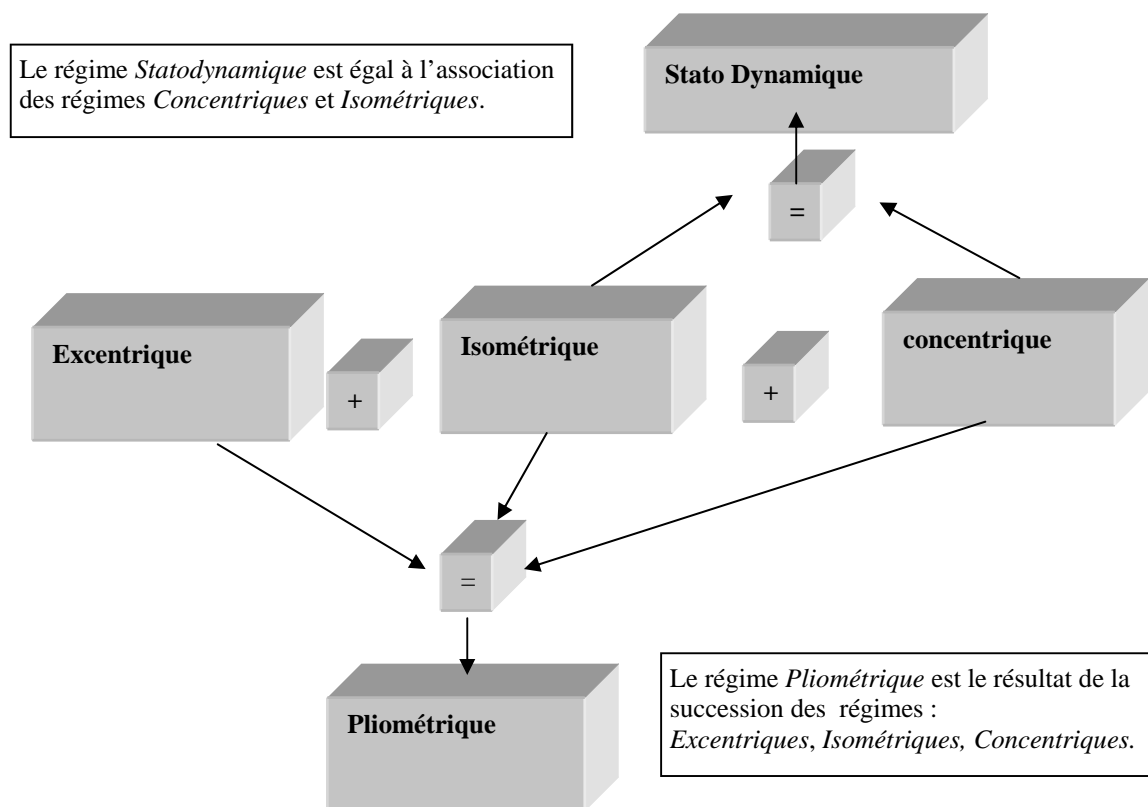 Le régime Statodynamique est égal à l’association
des régimes Concentriques et Isométriques.
Stato Dynamique
=
Excentrique
+
Isométrique
+
concentrique
=
Pliométrique
Le régime Pliométrique est le résultat de la
succession des régimes :
Excentriques, Isométriques, Concentriques.